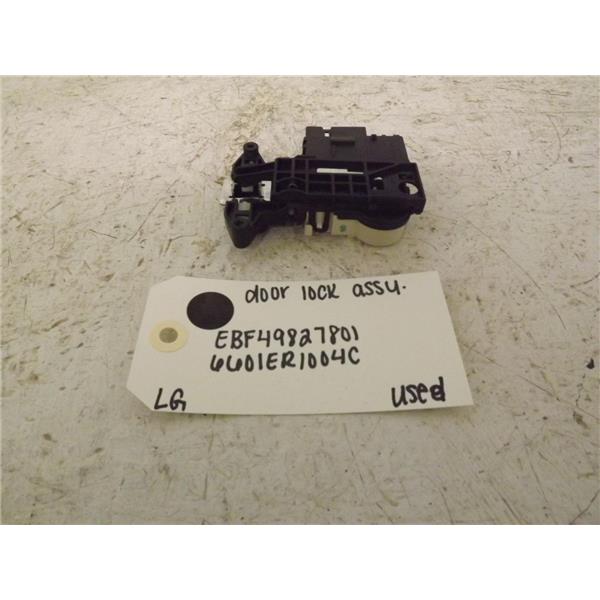 door lock assy.
EBF49827801
6601ER1004C
LG
used